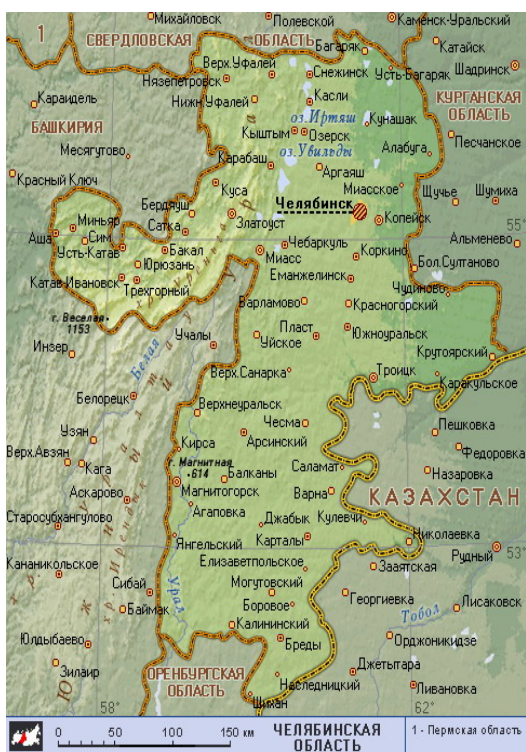 Михайловск
Полевской
Каменск-Уральский
1
СВЕРДЛОВСКАЯ ОБЛАСТЬ
Багаряк
Катайск
Верх.Уфалей
Снежинск
Усть-Багаряк
Шадринск
Нязепетровск
Касли
КУРГАНСКАЯ
ОБЛАСТЬ
Караидель
Нижн.Уфалей
оз.Иртяш
БАШКИРИЯ
Кыштым
Озерск
Кунашак
Песчанское
Месягутово
оз.Увильды
Алабуга
Карабаш
Аргаяш
Красный Ключ
Куса
Миасское
Щучье
Шумиха
Бердяуш
Челябинск
Миньяр
Златоуст
Копейск
Аша
Сим
Сатка
55°
Усть-Катав
Бакал
Чебаркуль
Коркино
Альменево
Юрюзань
Миасс
Бол.Султаново
Катав-Ивановск
Трехгорный
Еманжелинск
Чудиново
Варламово
Красногорский
г. Веселая
1153
Учалы
Южноуральск
Инзер
Белая
Уйское
Пласт
Крутоярский
Верх.Санарка
Троицк
Каракульское
Белорецк
Верхнеуральск
Узян
Чесма
Пешковка
Кирса
Арсинский
Федоровка
Верх.Авзян
Кага
г. Магнитная
614
Балканы
Саламат
Назаровка
Магнитогорск
Варна
КАЗАХСТАН
Аскарово
Агаповка
Старосубхангулово
Джабык
Кулевчи
Николаевка
Янгельский
Карталы
53°
Рудный
Кананикольское
Елизаветпольское
Заaятская
хр. Ирендык
Сибай
Урал
Могутовский
Георгиевка
Тобол
Лисаковск
Баймак
Боровое
Калининский
Юлдыбаево
Бреды
Орджоникидзе
Зилаир
ОРЕНБУРГСКАЯ
ОБЛАСТЬ
Наследницкий
Джетыгара
58°
Шихан
62°
Ливановка
0 50 100 150 км
ЧЕЛЯБИНСКАЯ
ОБЛАСТЬ
1 - Пермская область